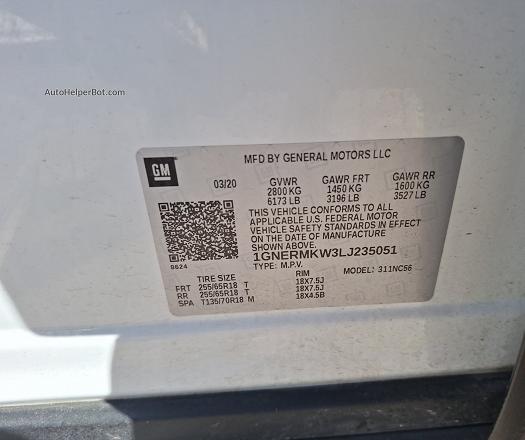 AutoHelperBot.com
GM
MFD BY GENERAL MOTORS LLC
03/20 GVWR GAWR FRT GAWR RR
2800 KG 1450 KG 1600 KG
6173 LB 3196 LB 3527 LB
THIS VEHICLE CONFORMS TO ALL
APPLICABLE U.S. FEDERAL MOTOR
VEHICLE SAFETY STANDARDS IN EFFECT
ON THE DATE OF MANUFACTURE
SHOWN ABOVE.
1GNERMKW3LJ235051
8624 TYPE: M.P.V. MODEL: 311NC56
TIRE SIZE RIM
FRT 255/65R18 T 18X7.5J
RR 255/65R18 T 18X7.5J
SPA T135/70R18 M 18X4.5B